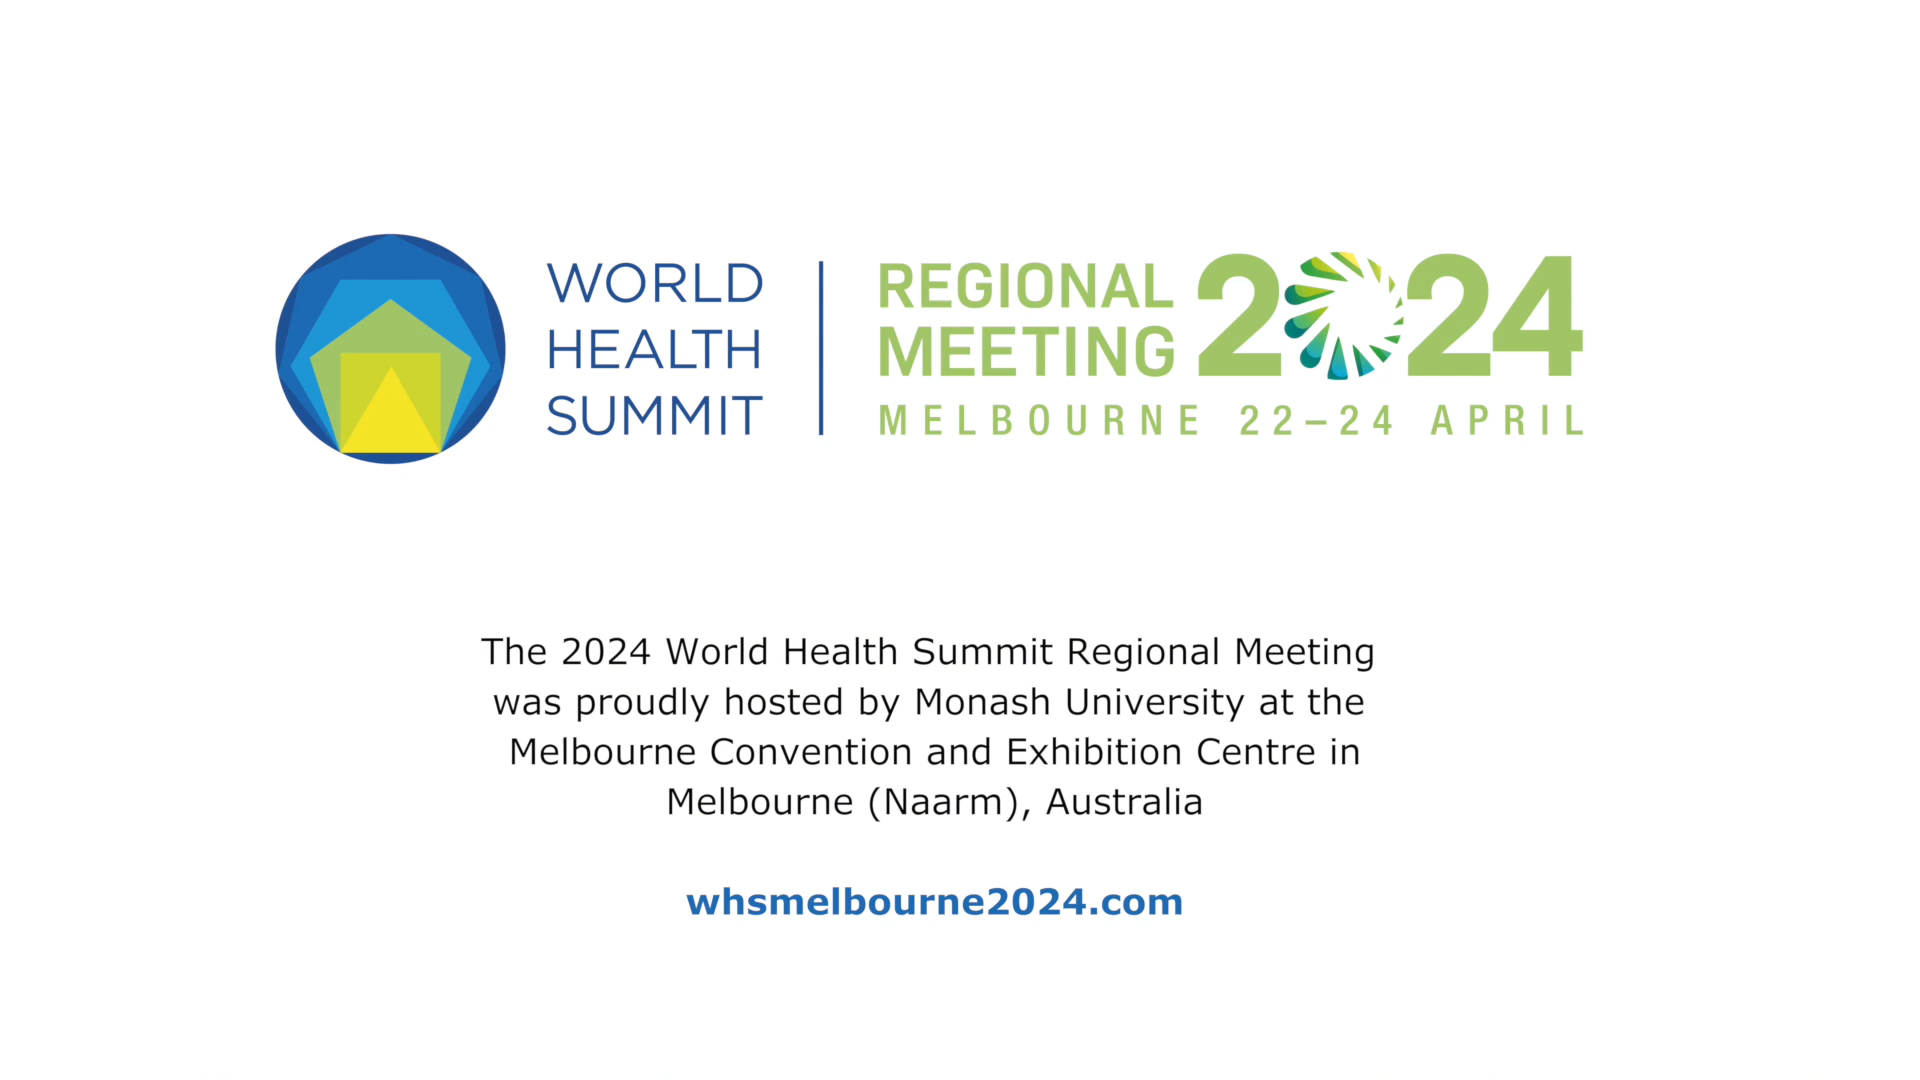 WORLD
HEALTH
SUMMIT
REGIONAL
MEETING
2024
MELBOURNE 22–24 APRIL
The 2024 World Health Summit Regional Meeting
was proudly hosted by Monash University at the
Melbourne Convention and Exhibition Centre in
Melbourne (Naarm), Australia
whsmelbourne2024.com